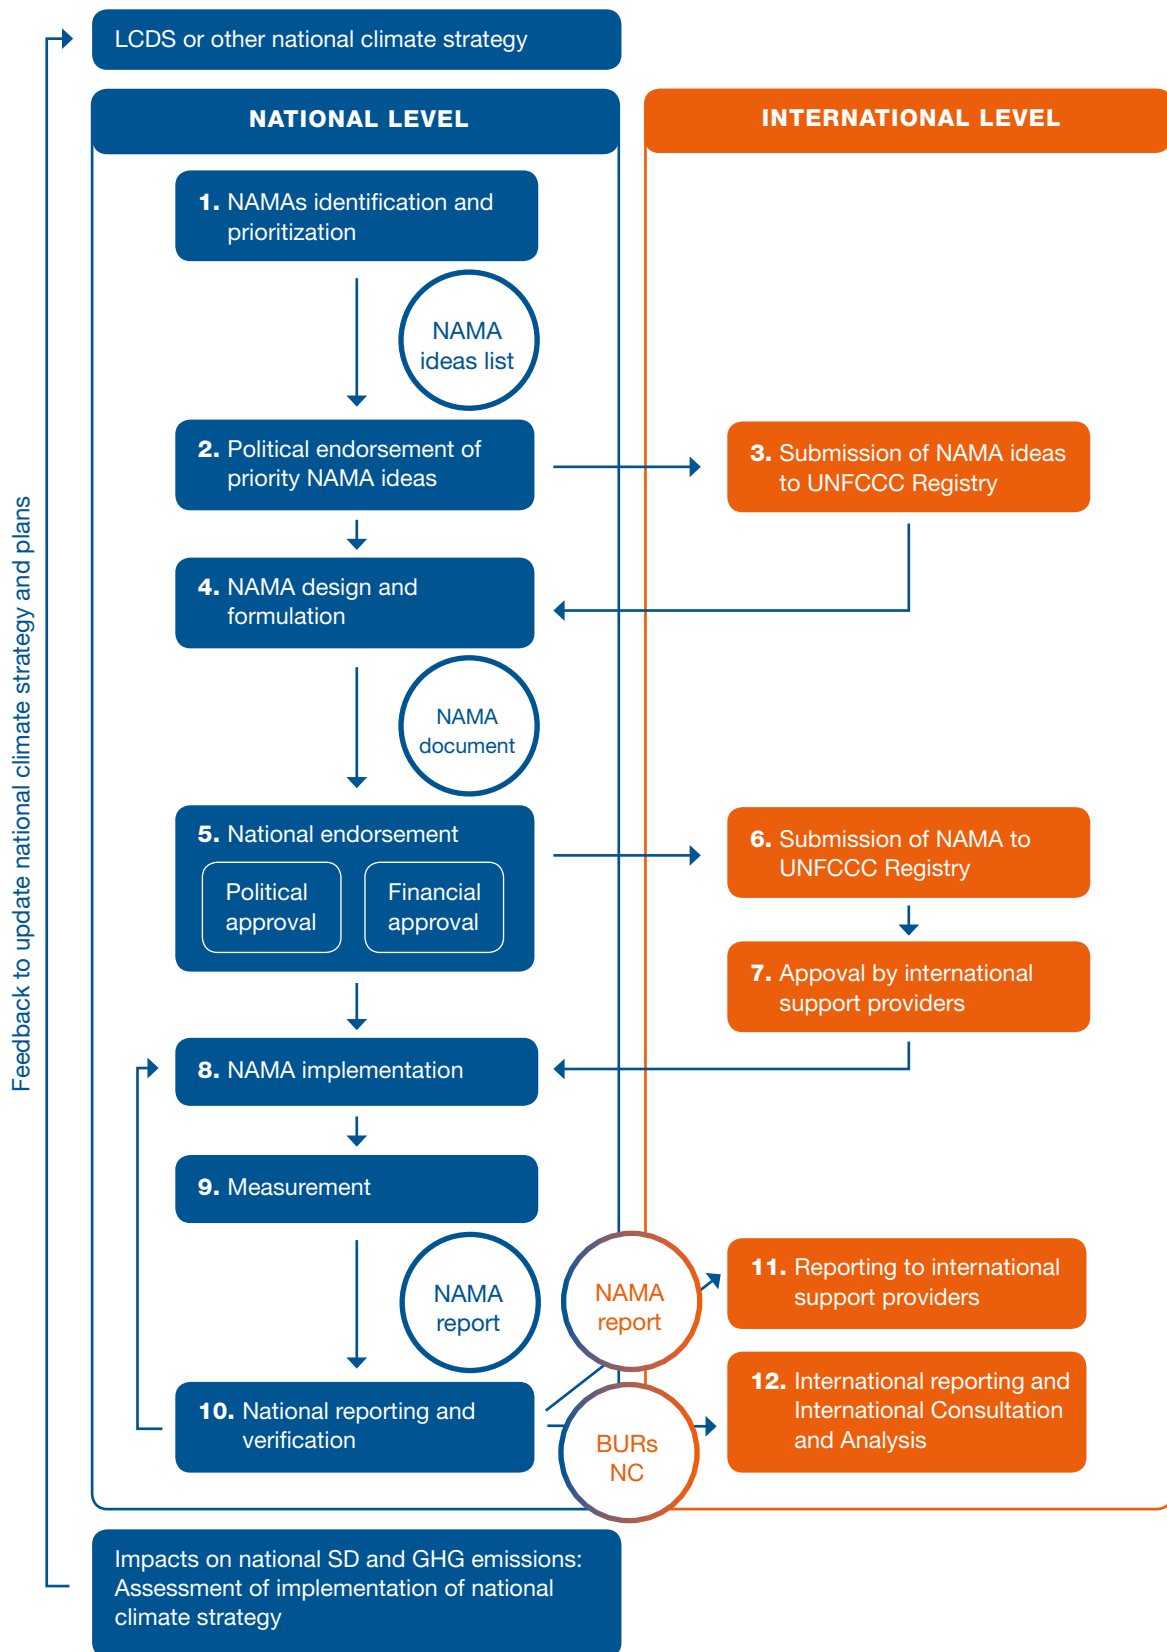 LCDS or other national climate strategy
NATIONAL LEVEL
INTERNATIONAL LEVEL
1. NAMAs identification and
prioritization
NAMA
ideas list
2. Political endorsement of
priority NAMA ideas
3. Submission of NAMA ideas
to UNFCCC Registry
4. NAMA design and
formulation
NAMA
document
5. National endorsement
Political
approval
Financial
approval
6. Submission of NAMA to
UNFCCC Registry
7. Appoval by international
support providers
8. NAMA implementation
9. Measurement
NAMA
report
NAMA
report
11. Reporting to international
support providers
10. National reporting and
verification
BURs
NC
12. International reporting and
International Consultation
and Analysis
Impacts on national SD and GHG emissions:
Assessment of implementation of national
climate strategy
Feedback to update national climate strategy and plans